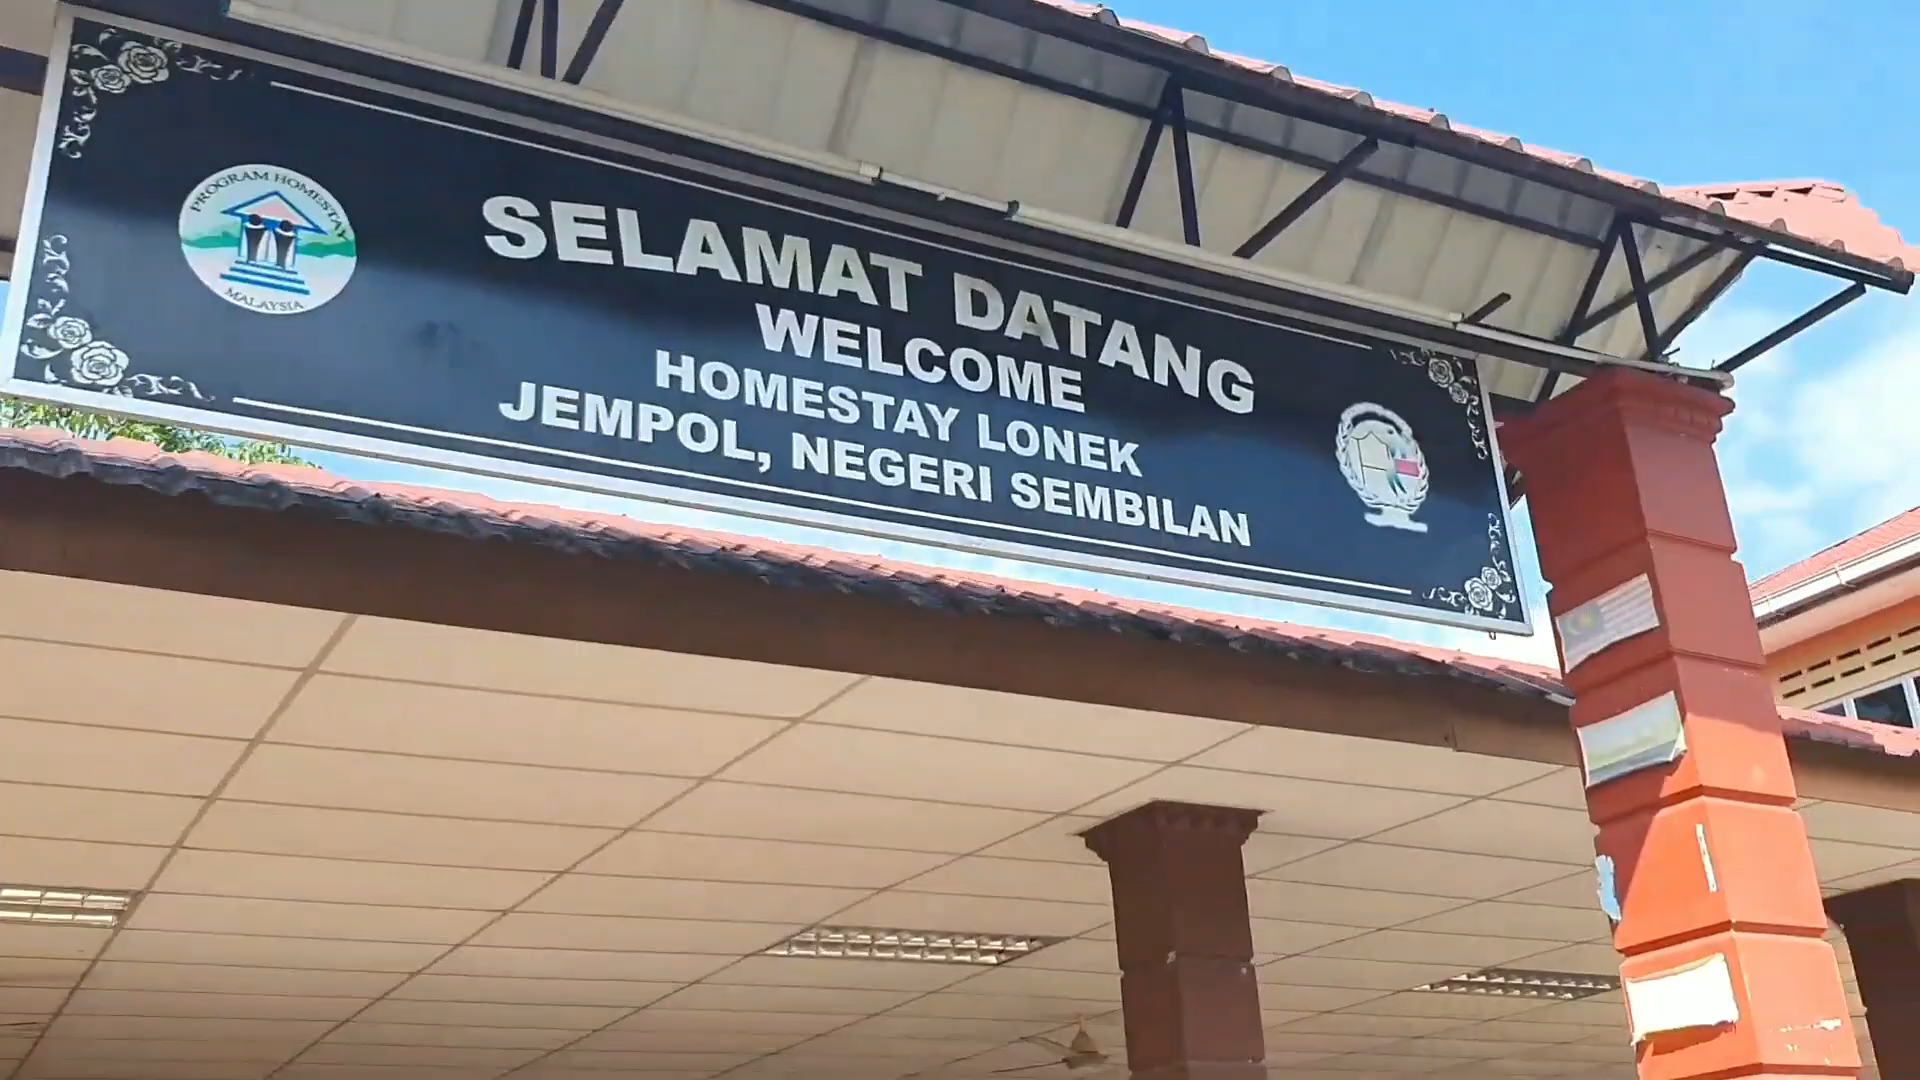 PROGRAM HOMESTAY
MALAYSIA
SELAMAT DATANG
WELCOME
HOMESTAY LONEK
JEMPOL, NEGERI SEMBILAN